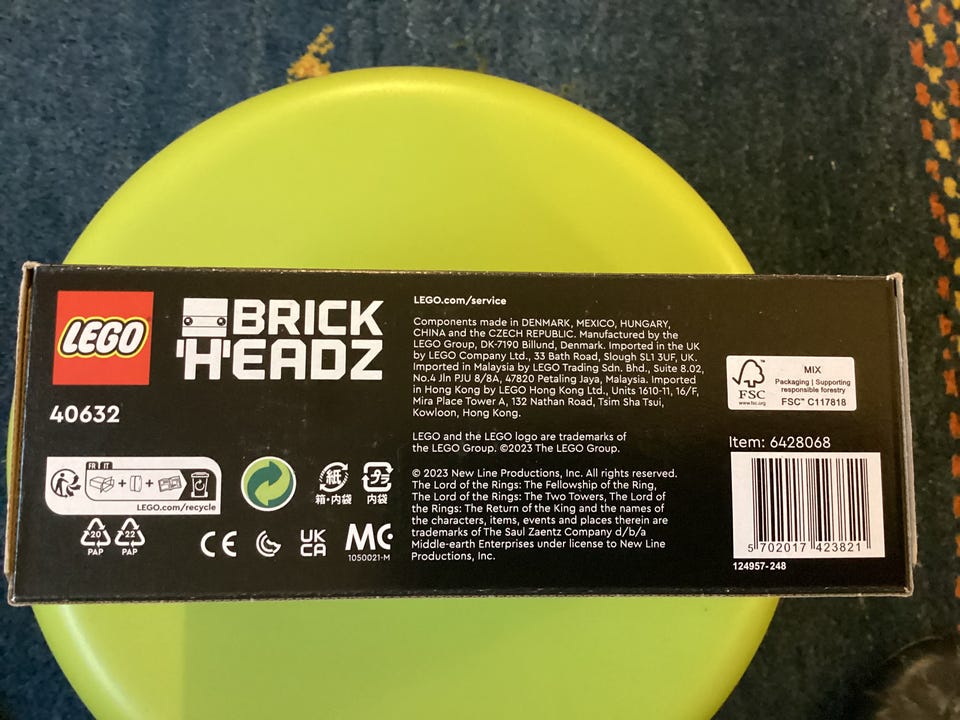 LEGO
BRICK
HEADZ
40632
FR IT
LEGO.com/recycle
20
PAP
22
PAP
紙
箱・内袋
プラ
内袋
CE
UK
CA
MC
1050021-M
LEGO.com/service
Components made in DENMARK, MEXICO, HUNGARY,
CHINA and the CZECH REPUBLIC. Manufactured by the
LEGO Group, DK-7190 Billund, Denmark. Imported in the UK
by LEGO Company Ltd., 33 Bath Road, Slough SL1 3UF, UK.
Imported in Malaysia by LEGO Trading Sdn. Bhd., Suite 8.02,
No.4 Jln PJU 8/8A, 47820 Petaling Jaya, Malaysia. Imported
in Hong Kong by LEGO Hong Kong Ltd., Units 1610-11, 16/F,
Mira Place Tower A, 132 Nathan Road, Tsim Sha Tsui,
Kowloon, Hong Kong.
LEGO and the LEGO logo are trademarks of
the LEGO Group. ©2023 The LEGO Group.
© 2023 New Line Productions, Inc. All rights reserved.
The Lord of the Rings: The Fellowship of the Ring,
The Lord of the Rings: The Two Towers, The Lord of
the Rings: The Return of the King and the names of
the characters, items, events and places therein are
trademarks of The Saul Zaentz Company d/b/a
Middle-earth Enterprises under license to New Line
Productions, Inc.
FSC
www.fsc.org
MIX
Packaging | Supporting
responsible forestry
FSC™ C117818
Item: 6428068
5 702017 423821
124957-248